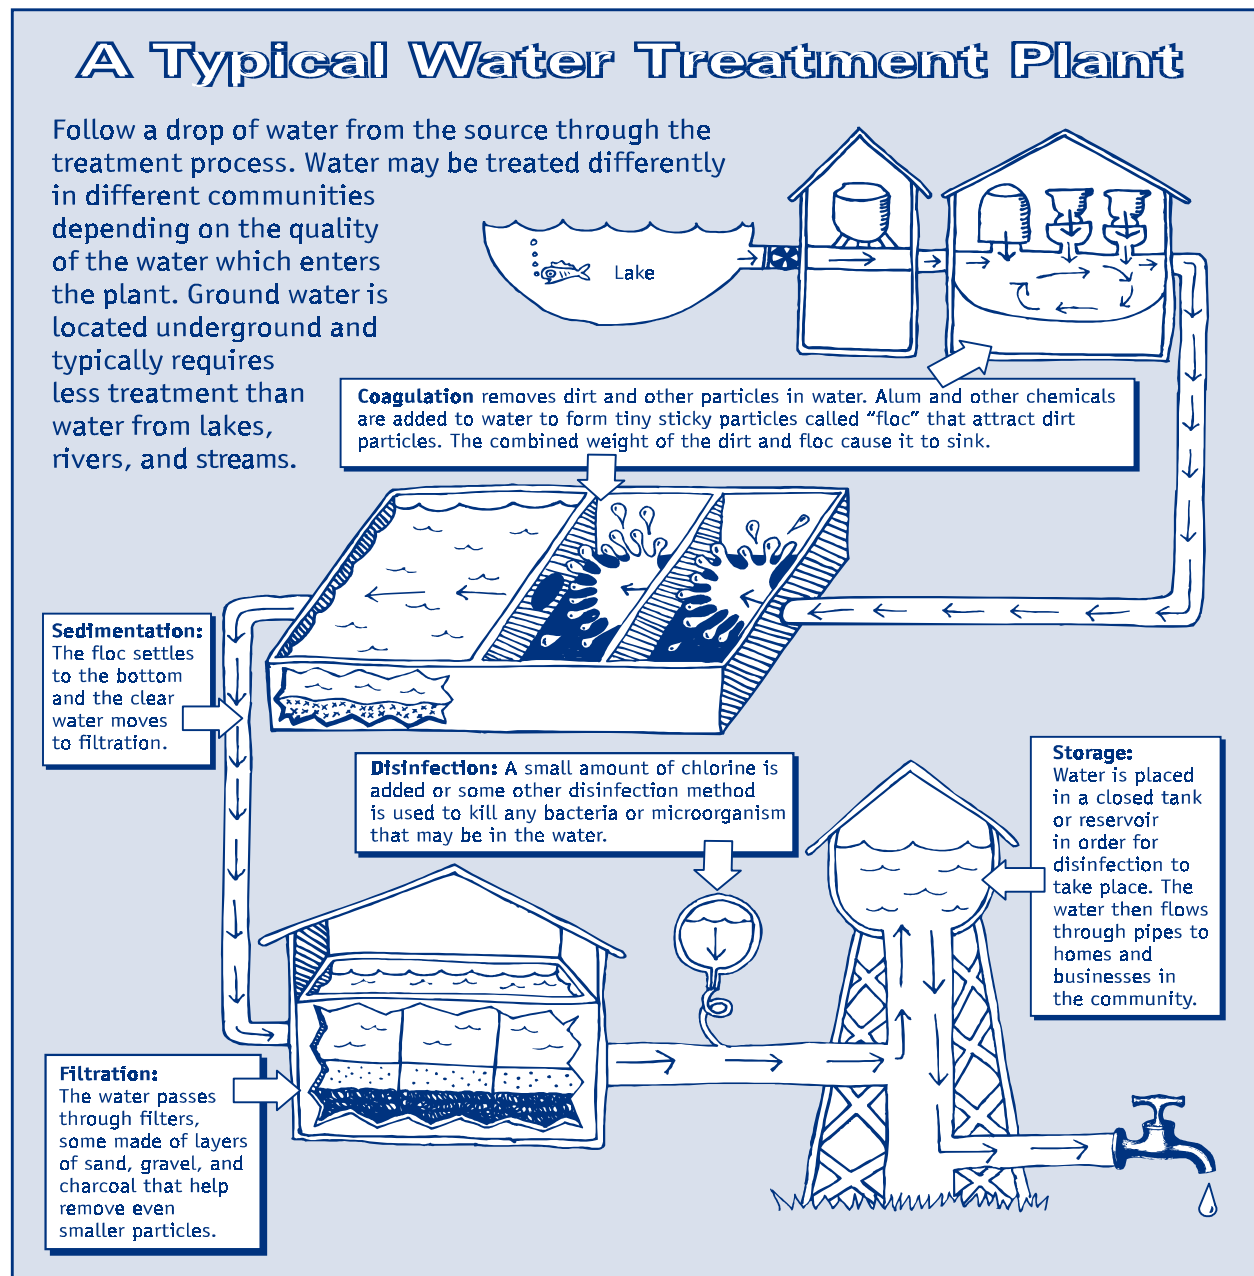 A Typical Water Treatment Plant
Follow a drop of water from the source through the
treatment process. Water may be treated differently
in different communities
depending on the quality
of the water which enters
the plant. Ground water is
located underground and
typically requires
less treatment than
water from lakes,
rivers, and streams.
Lake
Coagulation removes dirt and other particles in water. Alum and other chemicals
are added to water to form tiny sticky particles called "floc" that attract dirt
particles. The combined weight of the dirt and floc cause it to sink.
Sedimentation:
The floc settles
to the bottom
and the clear
water moves
to filtration.
Disinfection: A small amount of chlorine is
added or some other disinfection method
is used to kill any bacteria or microorganism
that may be in the water.
Storage:
Water is placed
in a closed tank
or reservoir
in order for
disinfection to
take place. The
water then flows
through pipes to
homes and
businesses in
the community.
Filtration:
The water passes
through filters,
some made of layers
of sand, gravel, and
charcoal that help
remove even
smaller particles.